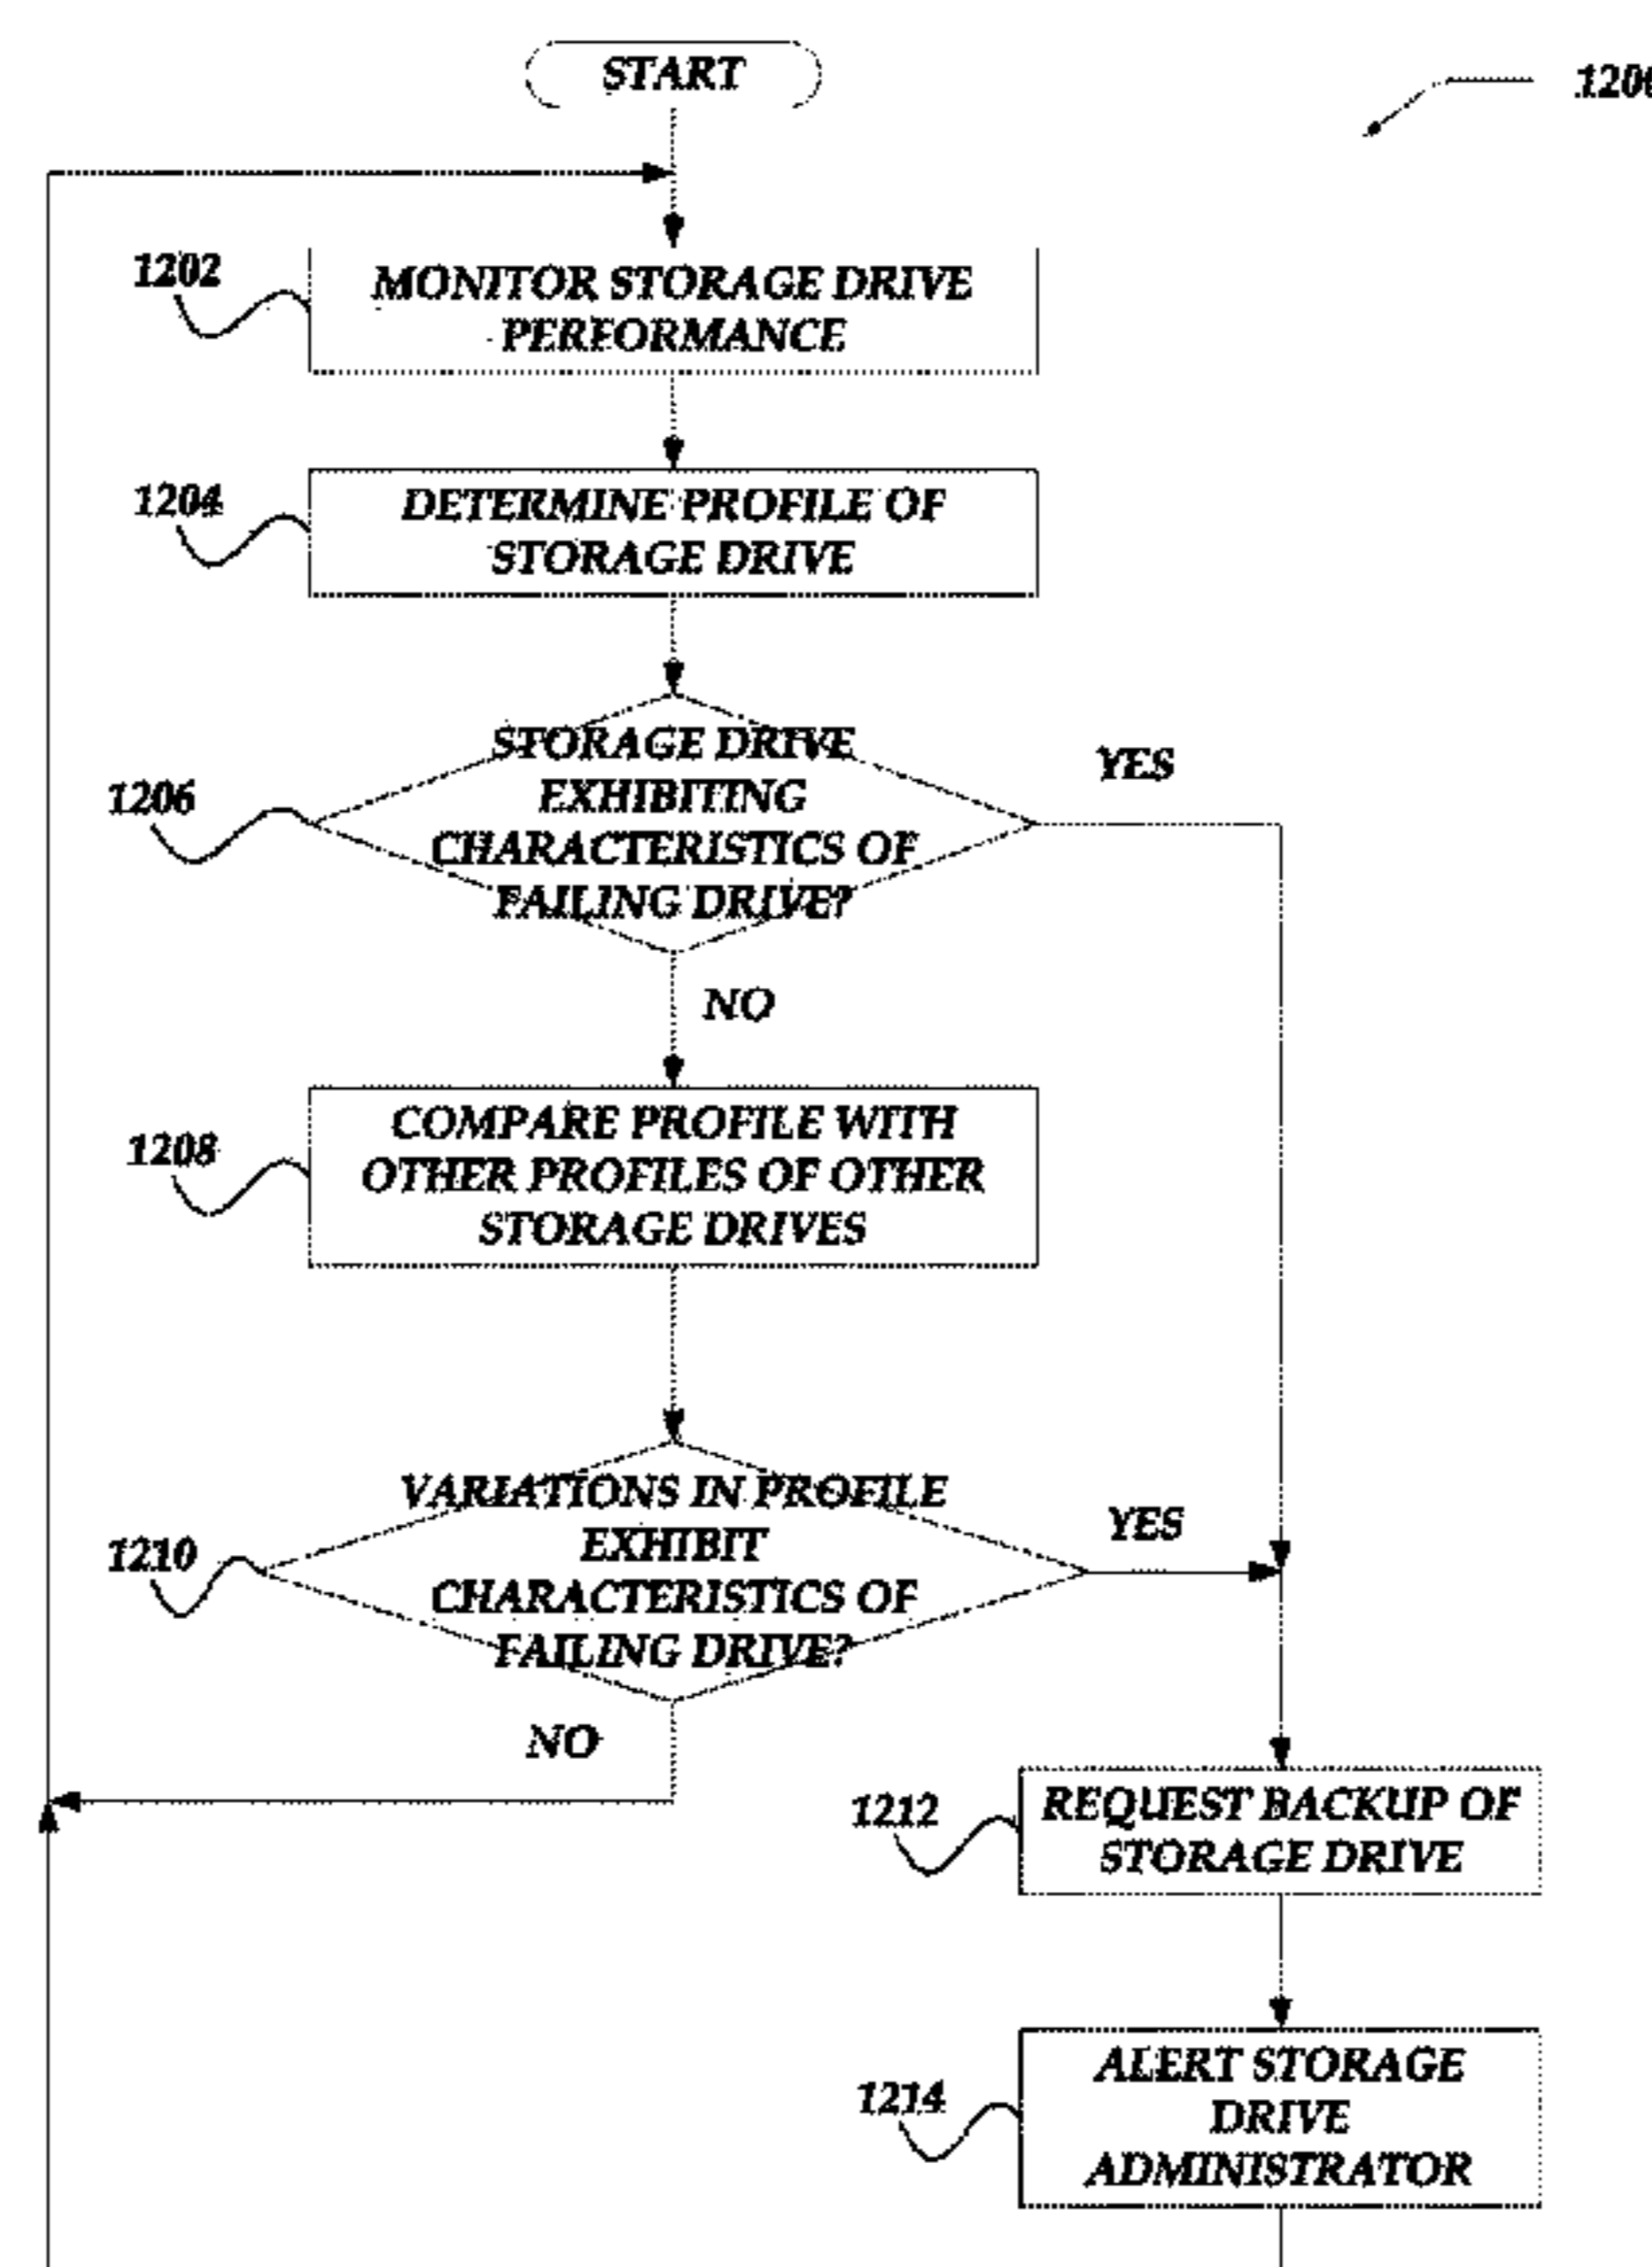 START
120
1202
MONITOR STORAGE DRIVE
PERFORMANCE
1204
DETERMINE PROFILE OF
STORAGE DRIVE
STORAGE DRIVE
EXHIBITING
CHARACTERISTICS OF
FAILING DRIVE?
YES
1206
NO
COMPARE PROFILE WITH
OTHER PROFILES OF OTHER
STORAGE DRIVES
1208
VARIATIONS IN PROFILE
EXHIBIT
CHARACTERISTICS OF
FAILING DRIVE?
YES
1210
NO
1212
REQUEST BACKUP OF
STORAGE DRIVE
1214
ALERT STORAGE
DRIVE
ADMINISTRATOR